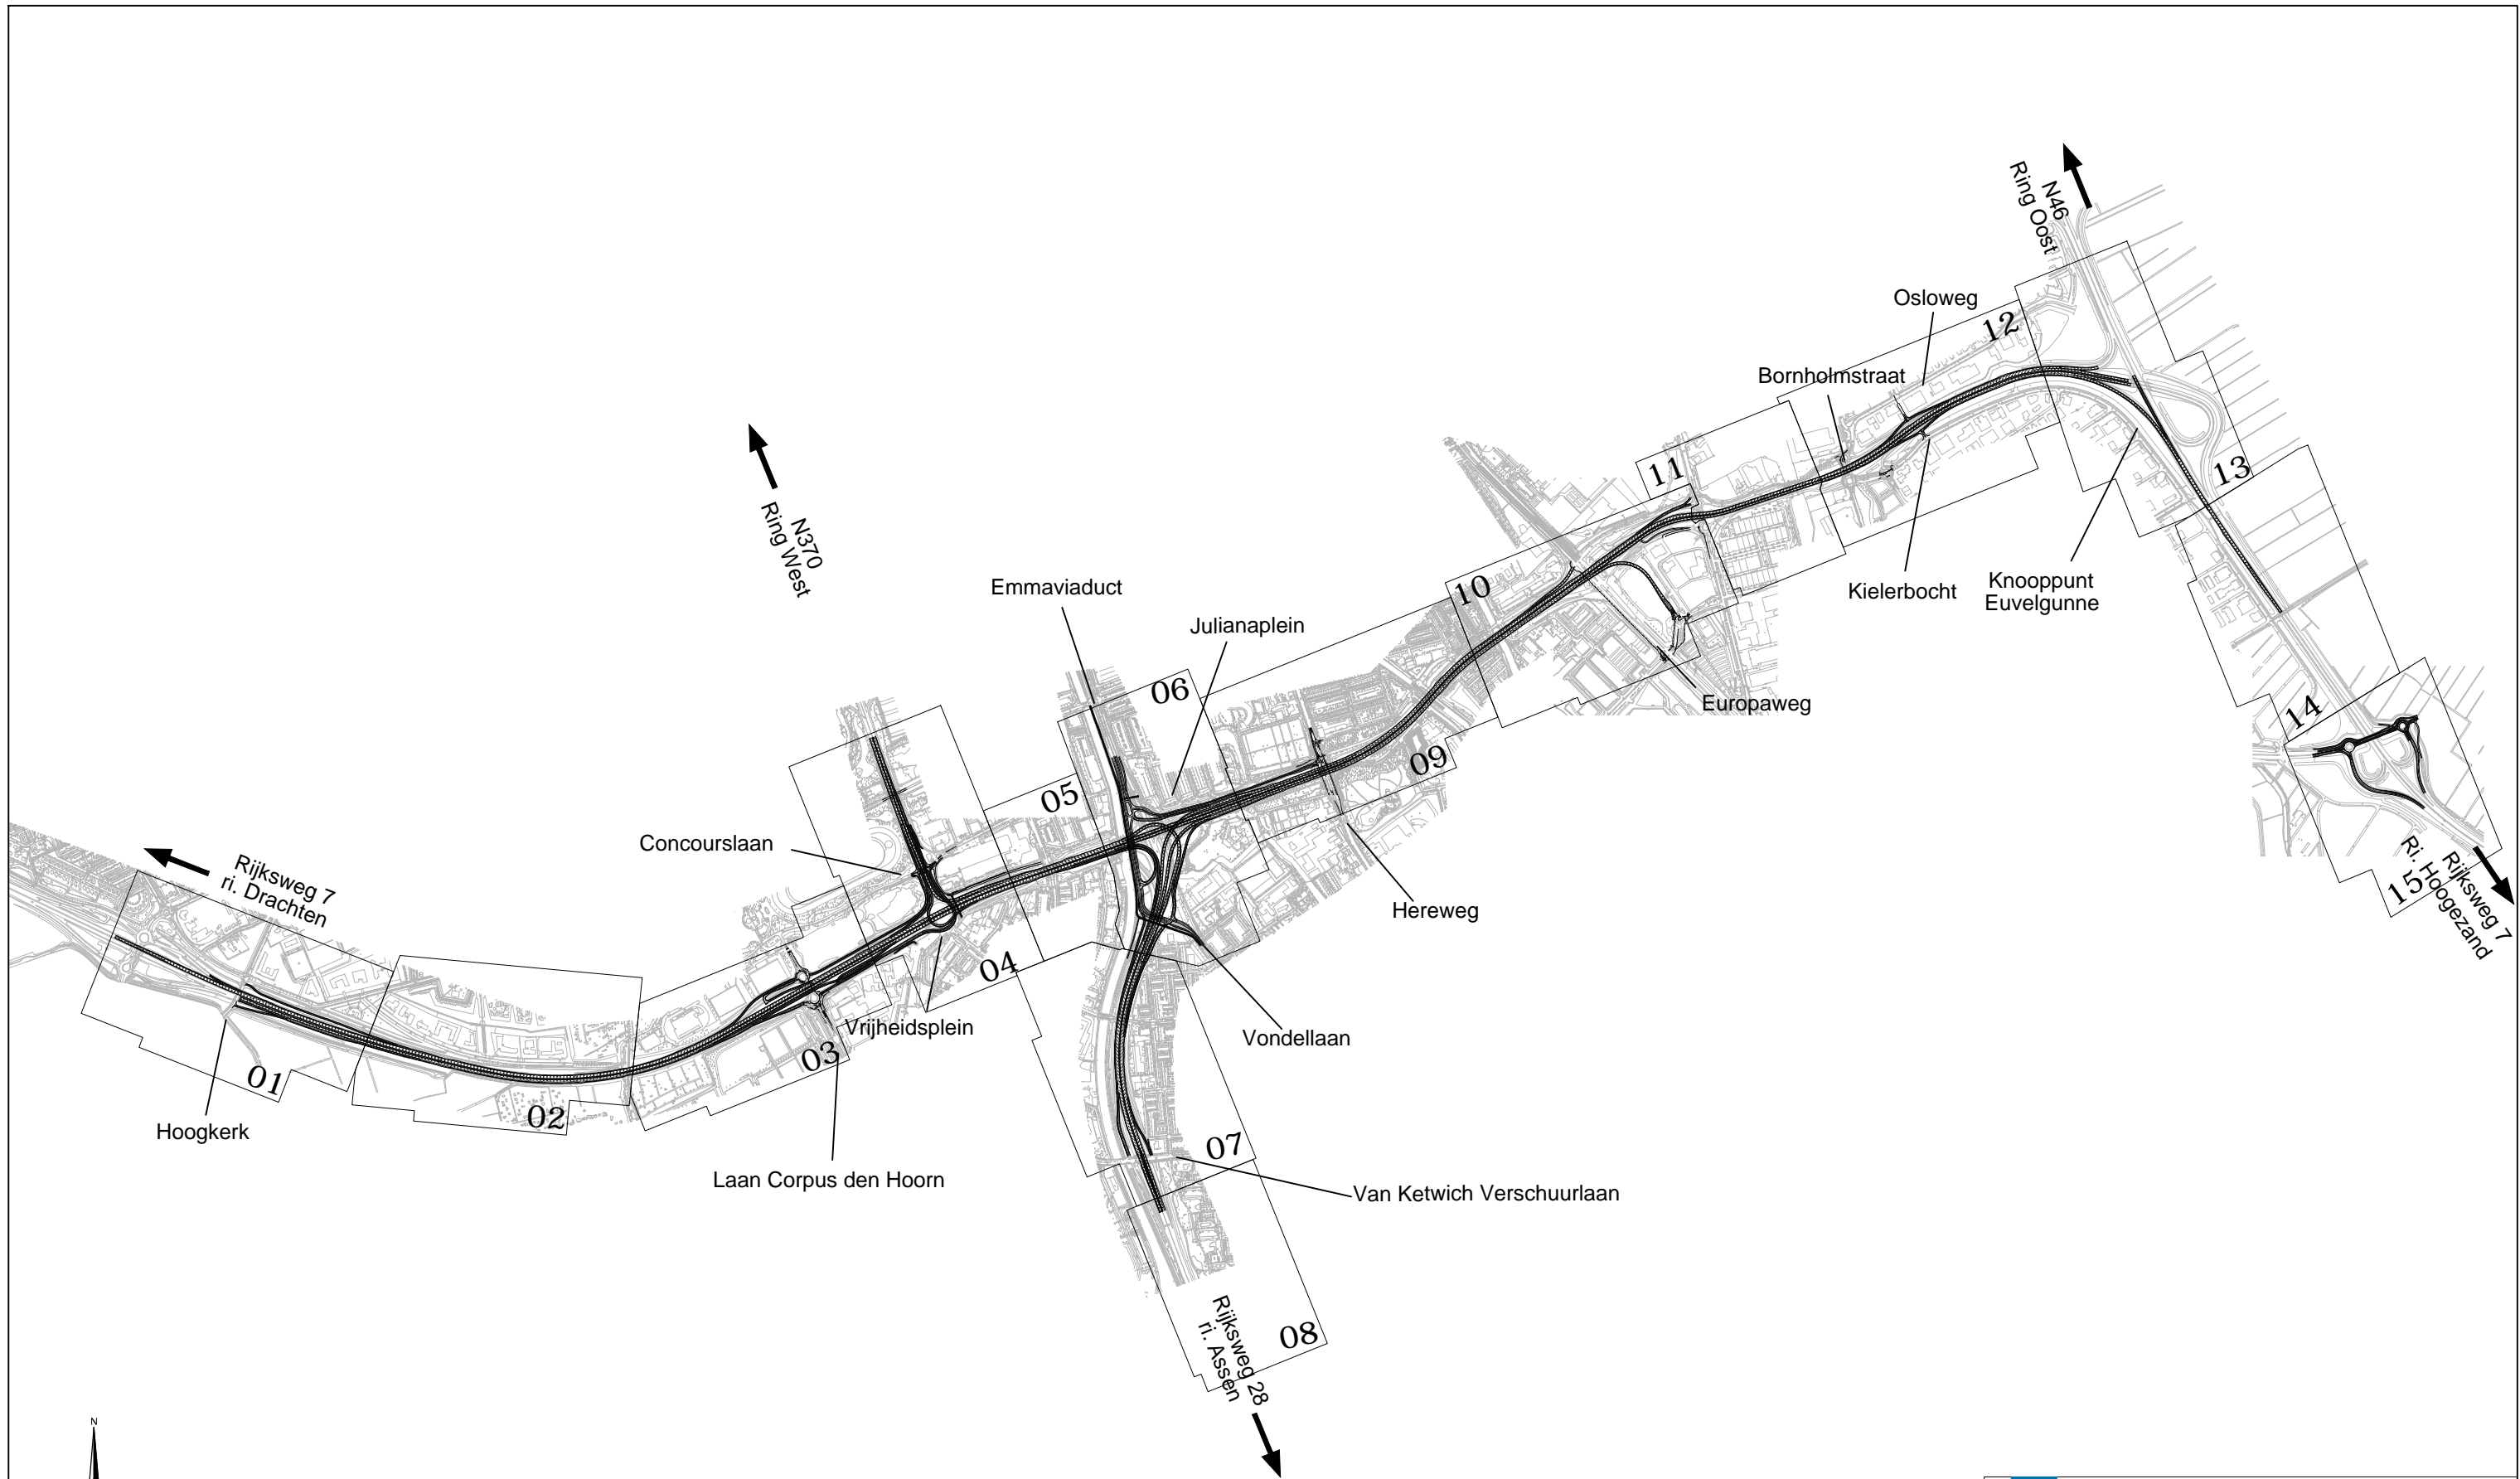 N46
Ring Oost
Osloweg
12
Bornholmstraat
11
13
N370
Ring West
Emmaviaduct
10
Kielerbocht
Knooppunt
Euvelgunne
Julianaplein
06
Europaweg
14
05
09
Concourslaan
Rijksweg 7
ri. Drachten
Hereweg
15
Rijksweg 7
Ri. Hoogezand
04
Vrijheidsplein
Vondellaan
03
01
02
Hoogkerk
07
Laan Corpus den Hoorn
Van Ketwich Verschuurlaan
08
Rijksweg 28
ri. Assen
N